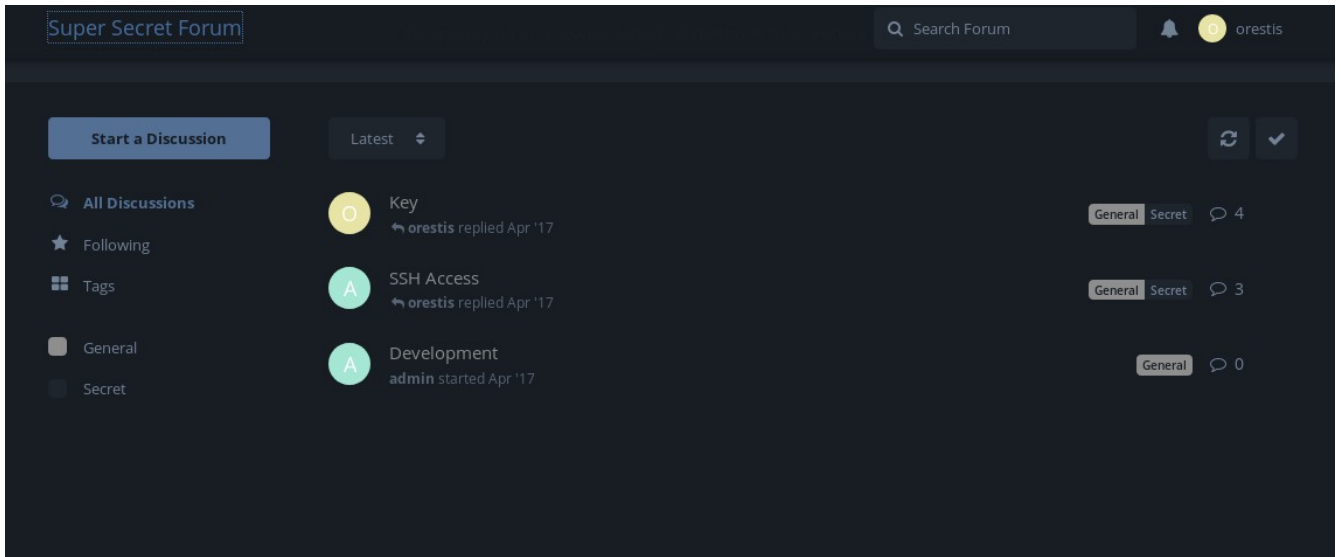 Super Secret Forum
Search Forum
O orestis
Start a Discussion
Latest
All Discussions
Following
Tags
General
Secret
O
Key
orestis replied Apr '17
General Secret 4
A
SSH Access
orestis replied Apr '17
General Secret 3
A
Development
admin started Apr '17
General 0